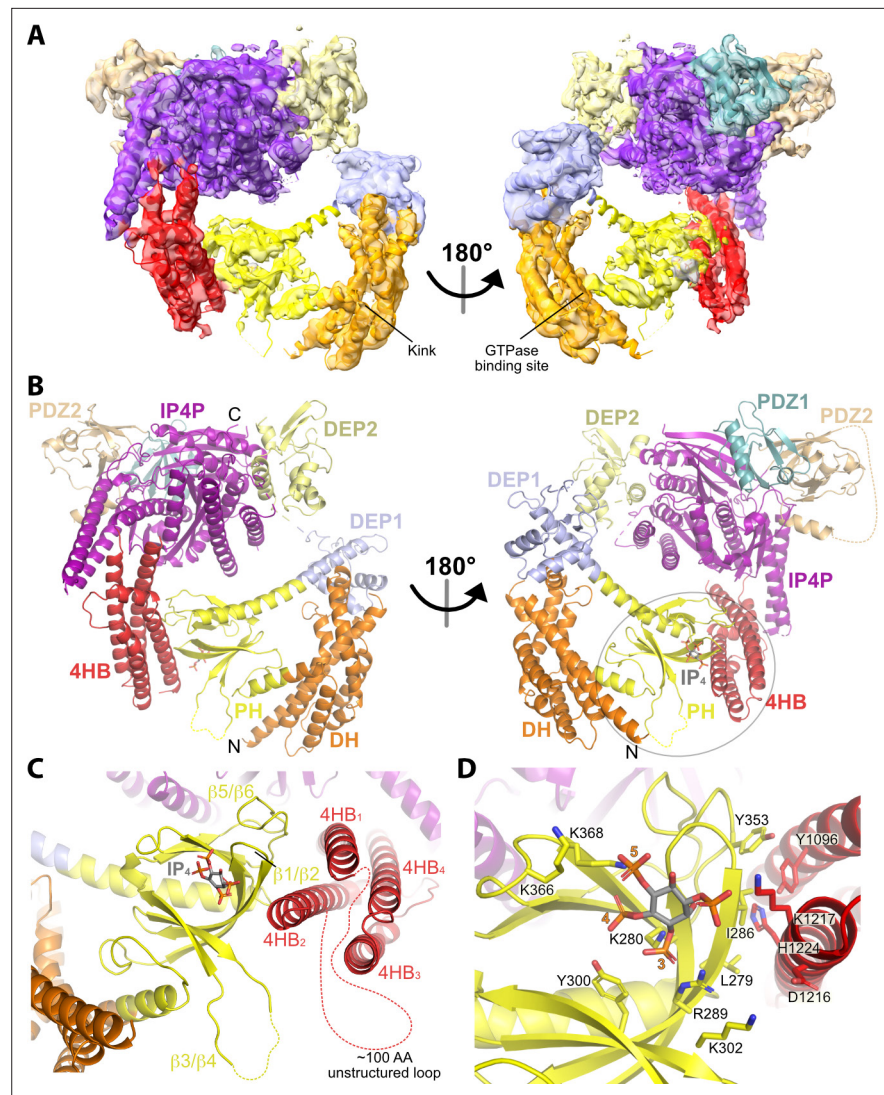 A
180°
Kink
GTPase
binding site
B
PDZ2
IP4P
C
DEP2
DEP1
4HB
PH
N
DH
180°
DEP2
DEP1
PDZ1
PDZ2
IP4P
IP₄
4HB
PH
DH
N
C
β5/β6
IP₄
β1/β2
4HB₁
4HB₄
4HB₂
4HB₃
β3/β4
~100 AA
unstructured loop
D
K368
5
Y353
Y1096
K366
4
K1217
I286
K280
H1224
3
Y300
L279
D1216
R289
K302